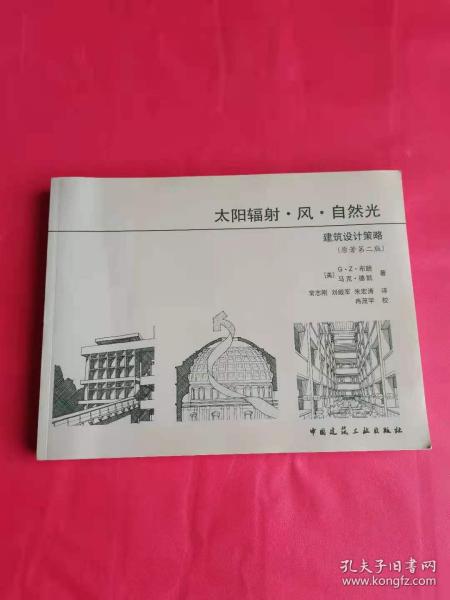 太阳辐射·风·自然光
建筑设计策略
(原著第二版)
[美] G·Z·布朗
马克·德凯 著
常志刚 刘毅军 朱宏涛 译
冉茂宇 校
中国建筑工业出版社
孔夫子旧书网
www.kongfz.com